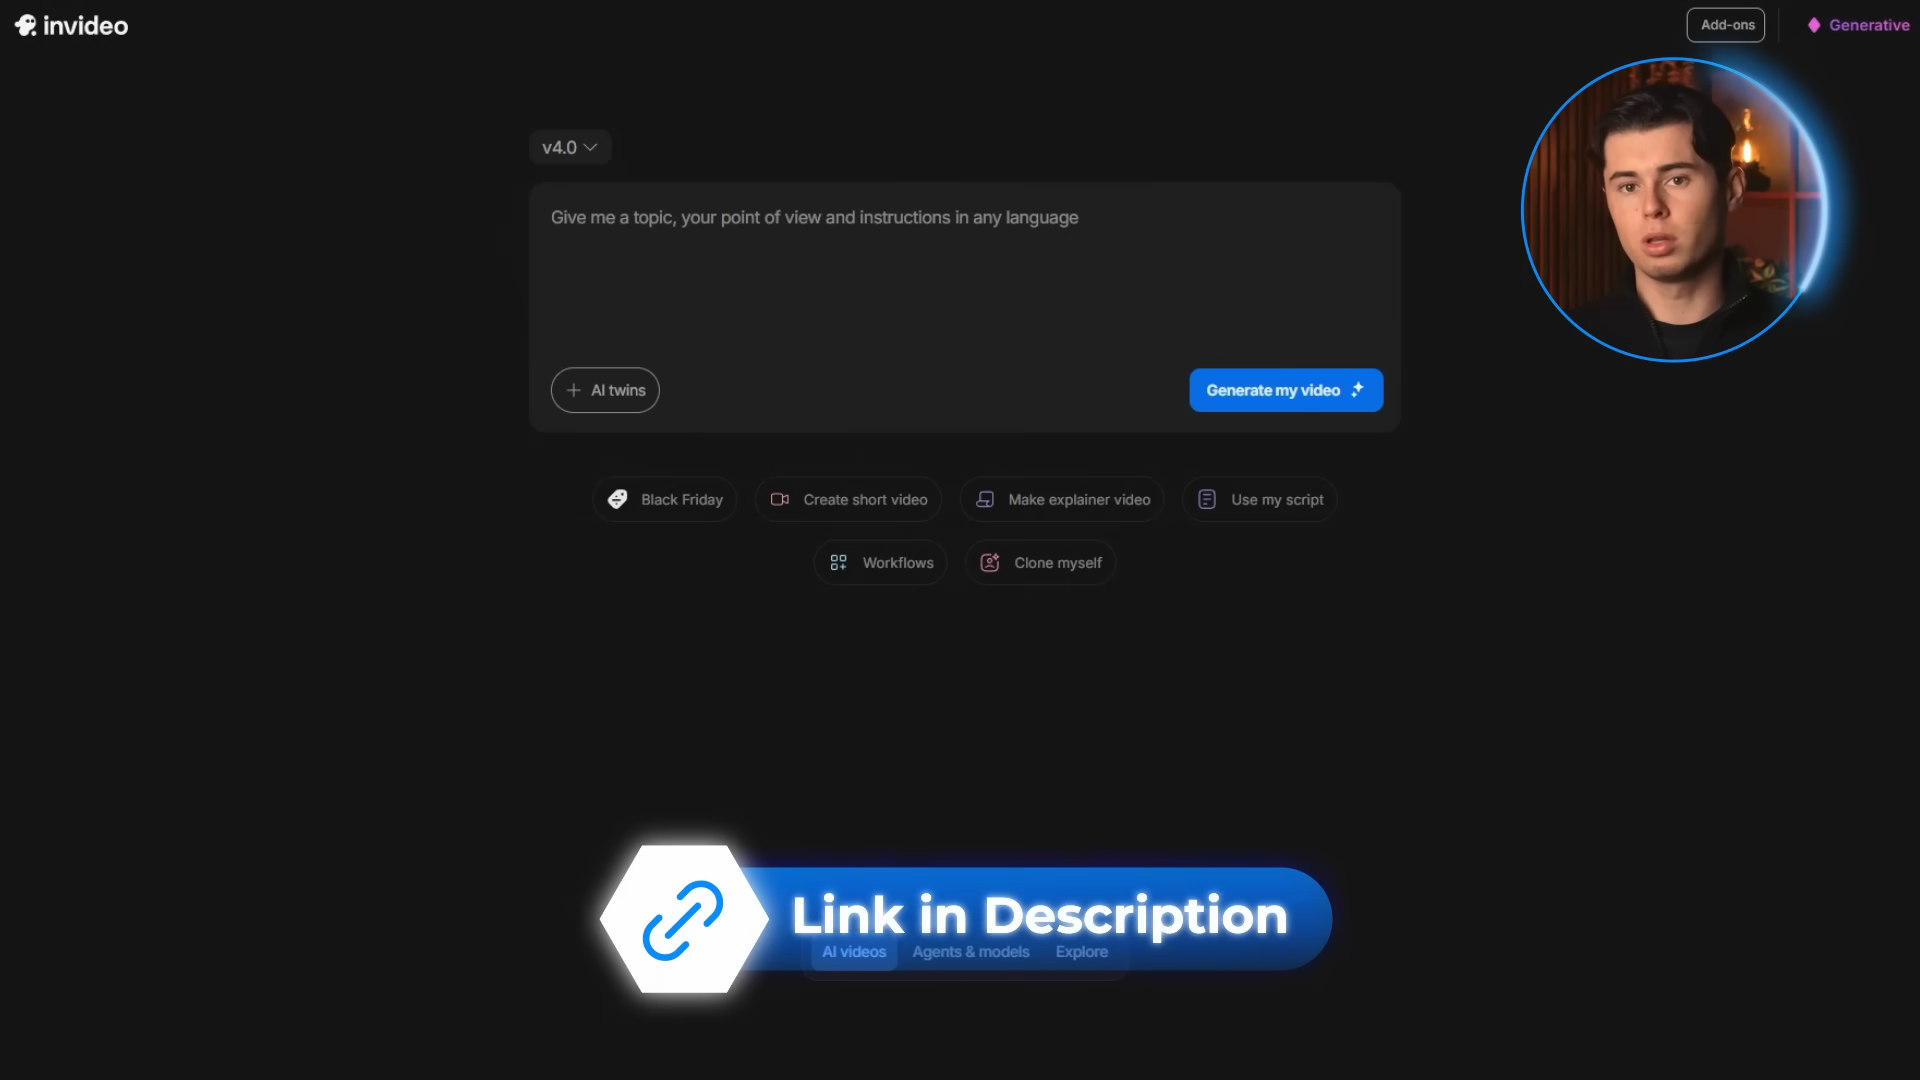 invideo
Add-ons
Generative
v4.0
Give me a topic, your point of view and instructions in any language
AI twins
Generate my video
Black Friday
Create short video
Make explainer video
Use my script
Workflows
Clone myself
Link in Description
AI videos
Agents & models
Explore